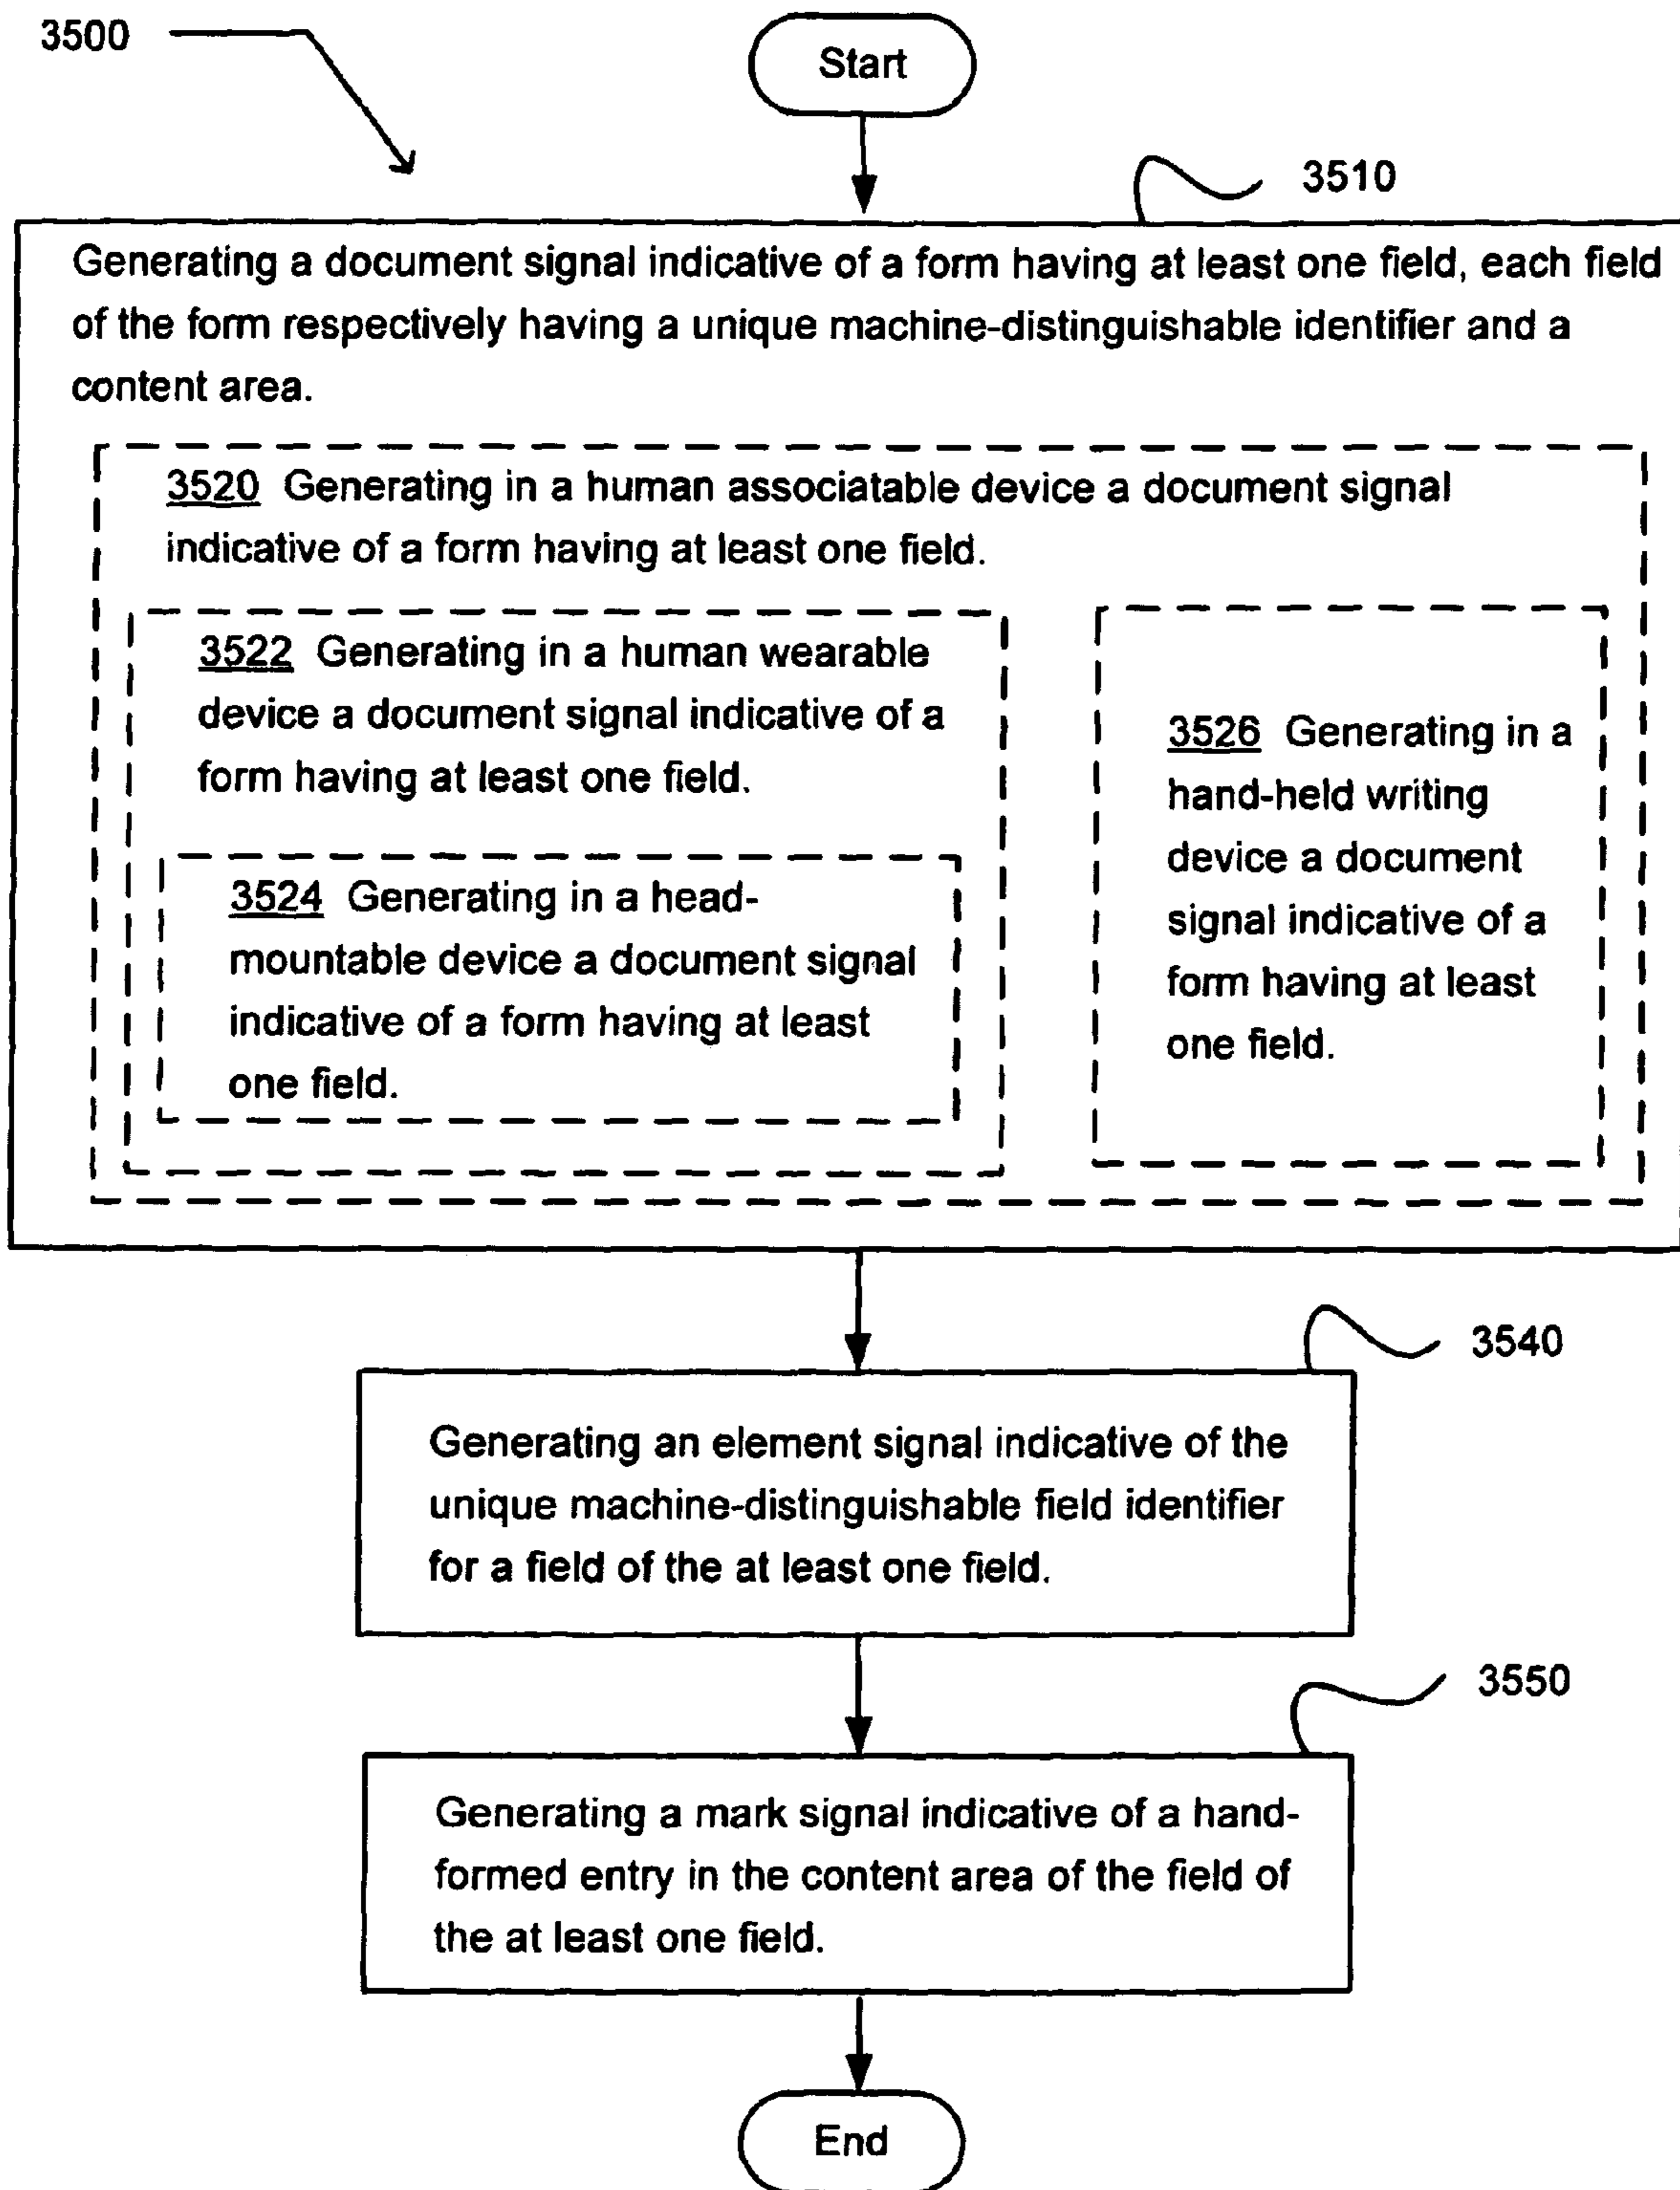 3500
Start
3510
Generating a document signal indicative of a form having at least one field, each field
of the form respectively having a unique machine-distinguishable identifier and a
content area.
3520 Generating in a human associatable device a document signal
indicative of a form having at least one field.
3522 Generating in a human wearable
device a document signal indicative of a
form having at least one field.
3524 Generating in a head-
mountable device a document signal
indicative of a form having at least
one field.
3526 Generating in a
hand-held writing
device a document
signal indicative of a
form having at least
one field.
3540
Generating an element signal indicative of the
unique machine-distinguishable field identifier
for a field of the at least one field.
3550
Generating a mark signal indicative of a hand-
formed entry in the content area of the field of
the at least one field.
End